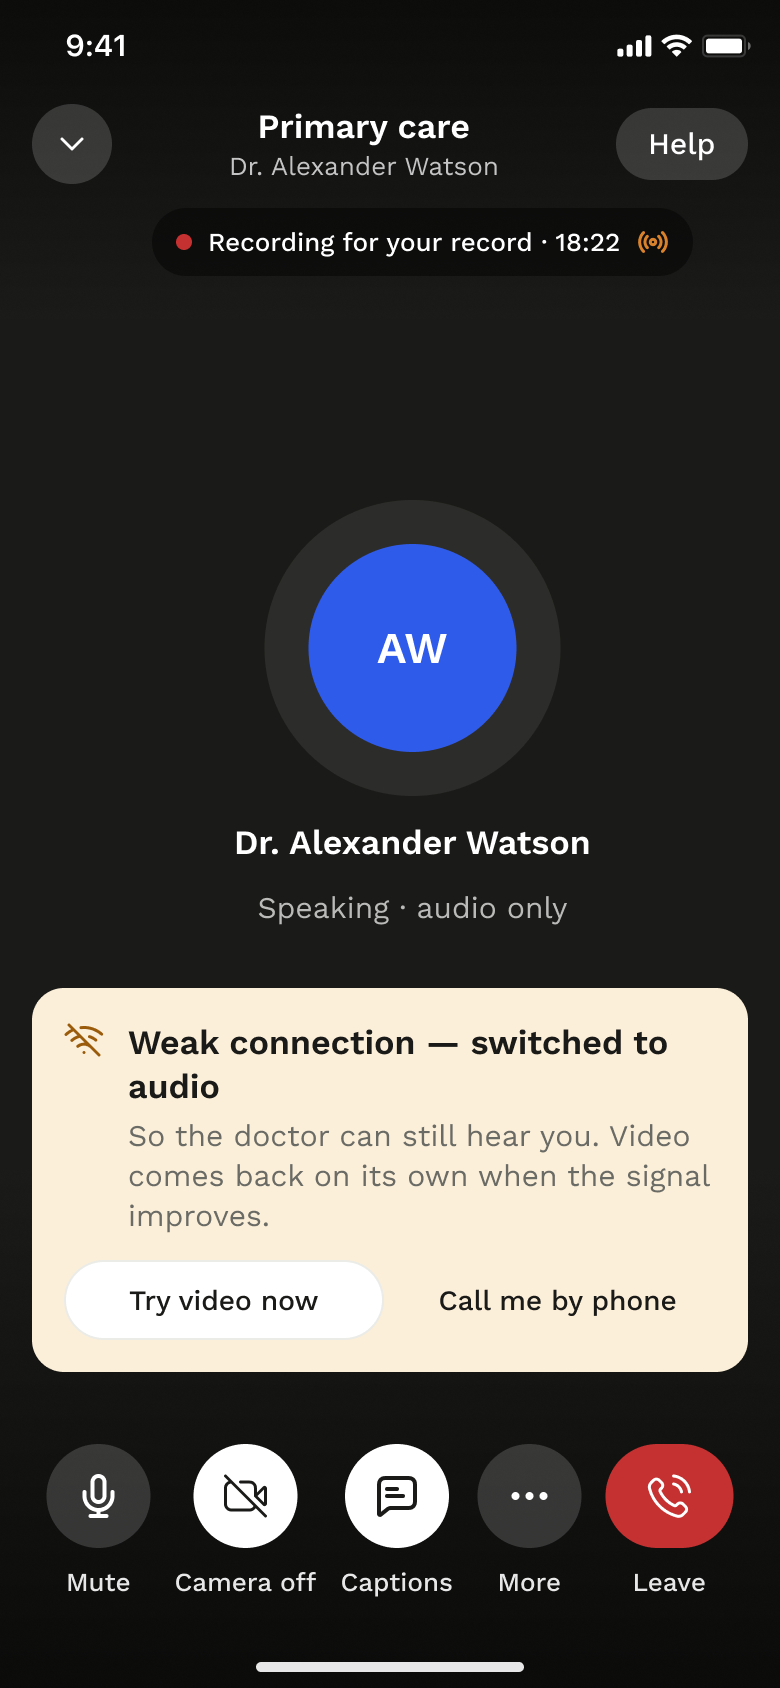 9:41
Primary care
Dr. Alexander Watson
Help
Recording for your record · 18:22
AW
Dr. Alexander Watson
Speaking · audio only
Weak connection — switched to
audio
So the doctor can still hear you. Video
comes back on its own when the signal
improves.
Try video now
Call me by phone
Mute
Camera off
Captions
More
Leave